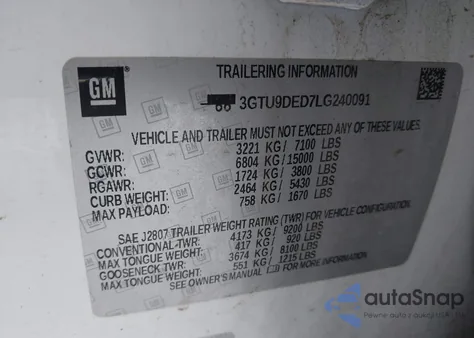 GM
TRAILERING INFORMATION
3GTU9DED7LG240091
VEHICLE AND TRAILER MUST NOT EXCEED ANY OF THESE VALUES.
GVWR: 3221 KG/ 7100 LBS
GCWR: 6804 KG/15000 LBS
RGAWR: 1724 KG/ 3800 LBS
CURB WEIGHT: 2464 KG/ 5430 LBS
MAX PAYLOAD: 758 KG/ 1670 LBS
SAE J2807 TRAILER WEIGHT RATING (TWR) FOR VEHICLE CONFIGURATION.
CONVENTIONAL TWR: 4173 KG/ 9200 LBS
MAX TONGUE WEIGHT: 417 KG/ 920 LBS
GOOSENECK TWR: 3674 KG/ 8100 LBS
MAX TONGUE WEIGHT: 551 KG/ 1215 LBS
SEE OWNER'S MANUAL FOR MORE INFORMATION.
autoSnap